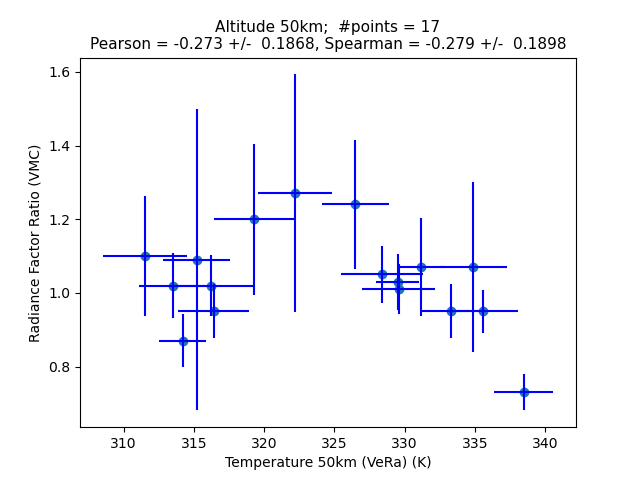 Altitude 50km;  #points = 17
Pearson = -0.273 +/-  0.1868, Spearman = -0.279 +/-  0.1898
1.6
1.4
1.2
1.0
0.8
Radiance Factor Ratio (VMC)
310 315 320 325 330 335 340
Temperature 50km (VeRa) (K)